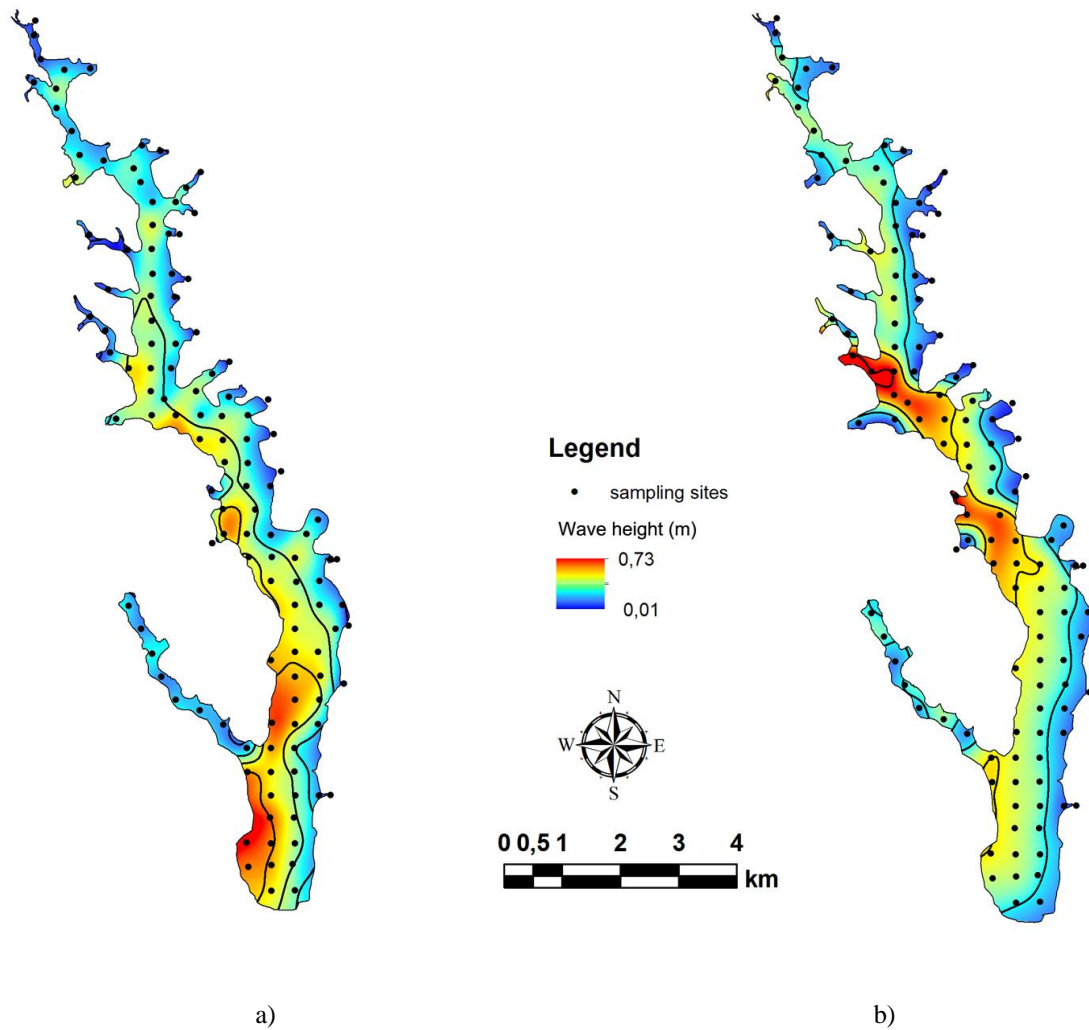 Legend
sampling sites
Wave height (m)
0,73
0,01
N
W E
S
0 0,5 1 2 3 4
km
a) b)